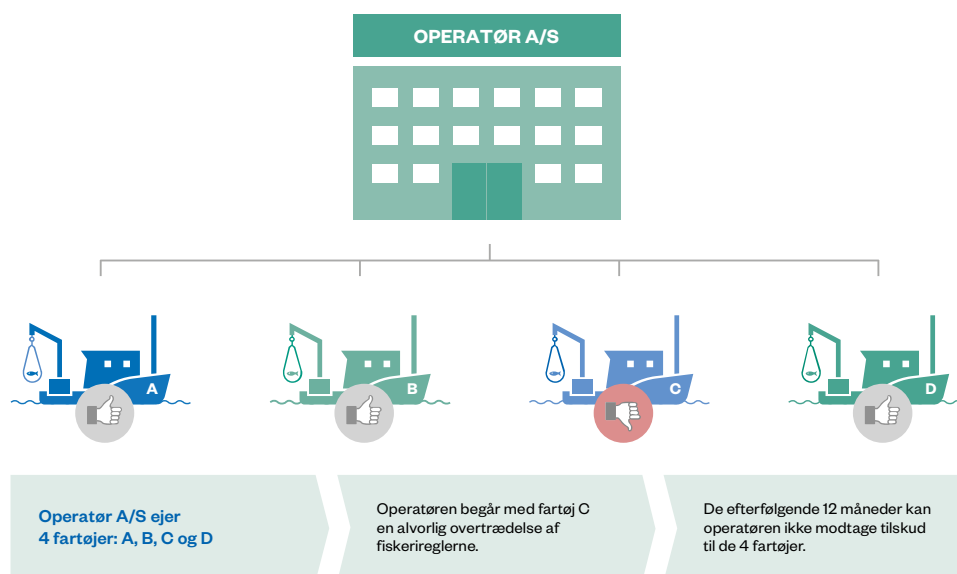 OPERATØR A/S
A
B
C
D
Operatør A/S ejer
4 fartøjer: A, B, C og D
Operatøren begår med fartøj C
en alvorlig overtrædelse af
fiskerireglerne.
De efterfølgende 12 måneder kan
operatøren ikke modtage tilskud
til de 4 fartøjer.